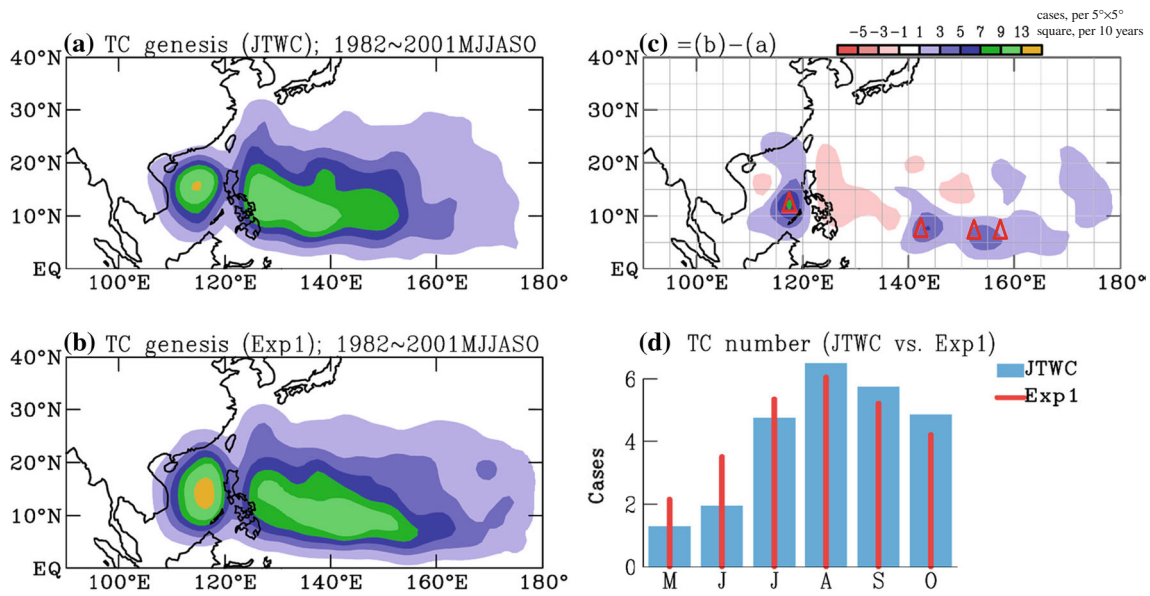 (a) TC genesis (JTWC); 1982~2001MJJASO
40°N
30°N
20°N
10°N
EQ
100°E 120°E 140°E 160°E 180°
(c) =(b)-(a)
cases, per 5°×5°
square, per 10 years
-5 -3 -1 1 3 5 7 9 13
40°N
30°N
20°N
10°N
EQ
100°E 120°E 140°E 160°E 180°
(b) TC genesis (Exp1); 1982~2001MJJASO
40°N
30°N
20°N
10°N
EQ
100°E 120°E 140°E 160°E 180°
(d) TC number (JTWC vs. Exp1)
JTWC
Exp1
Cases
6
4
2
0
M J J A S O